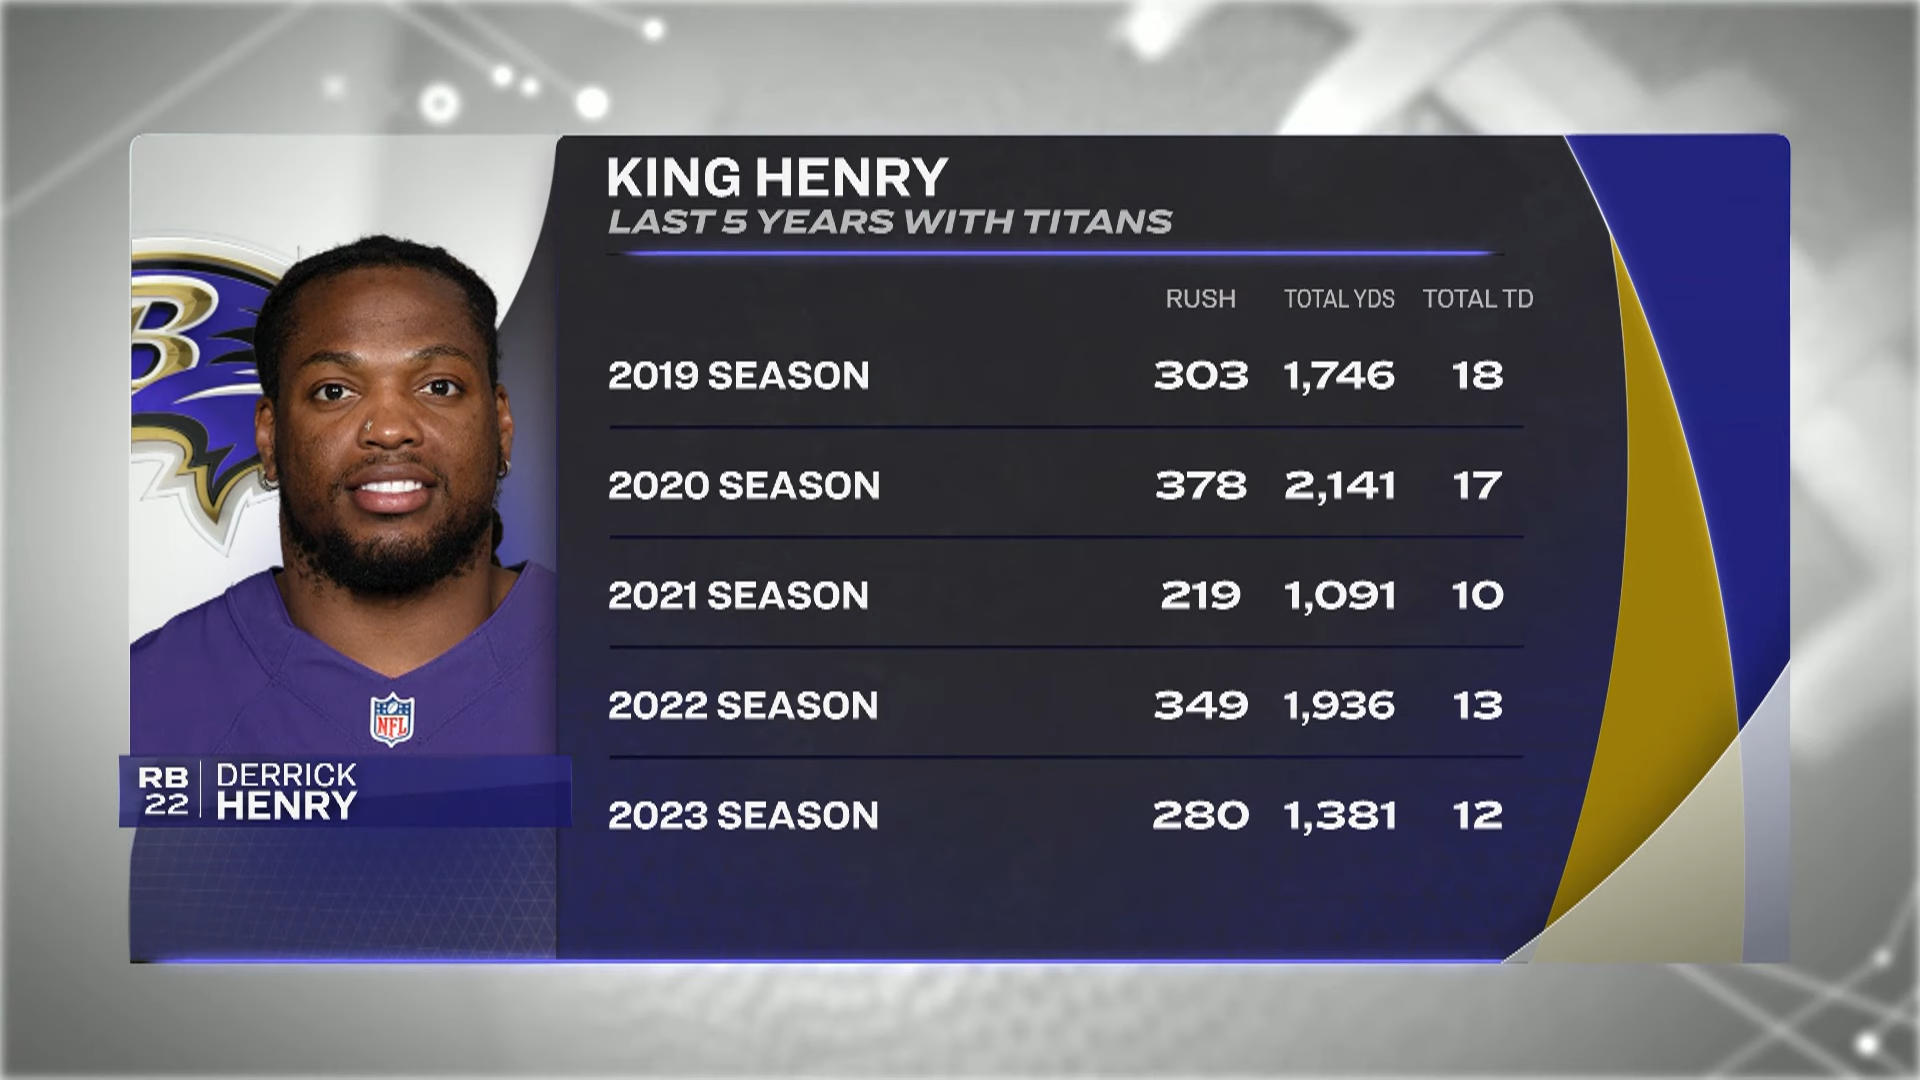 KING HENRY
LAST 5 YEARS WITH TITANS
RUSH TOTAL YDS TOTAL TD
2019 SEASON 303 1,746 18
2020 SEASON 378 2,141 17
2021 SEASON 219 1,091 10
2022 SEASON 349 1,936 13
2023 SEASON 280 1,381 12
B
NFL
RB 22
DERRICK
HENRY